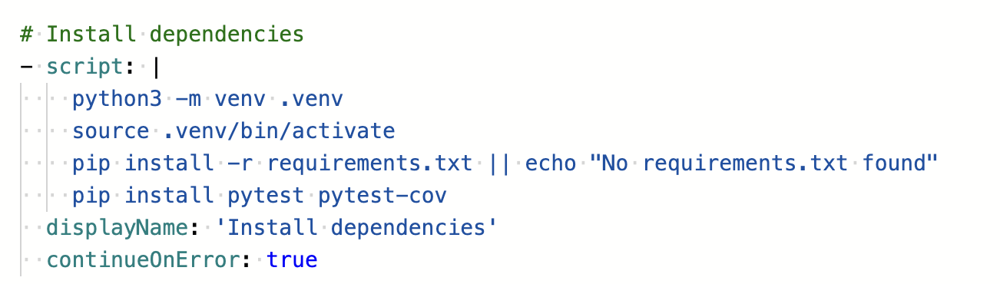 # Install dependencies
- script: |
    python3 -m venv .venv
    source .venv/bin/activate
    pip install -r requirements.txt || echo "No requirements.txt found"
    pip install pytest pytest-cov
  displayName: 'Install dependencies'
  continueOnError: true